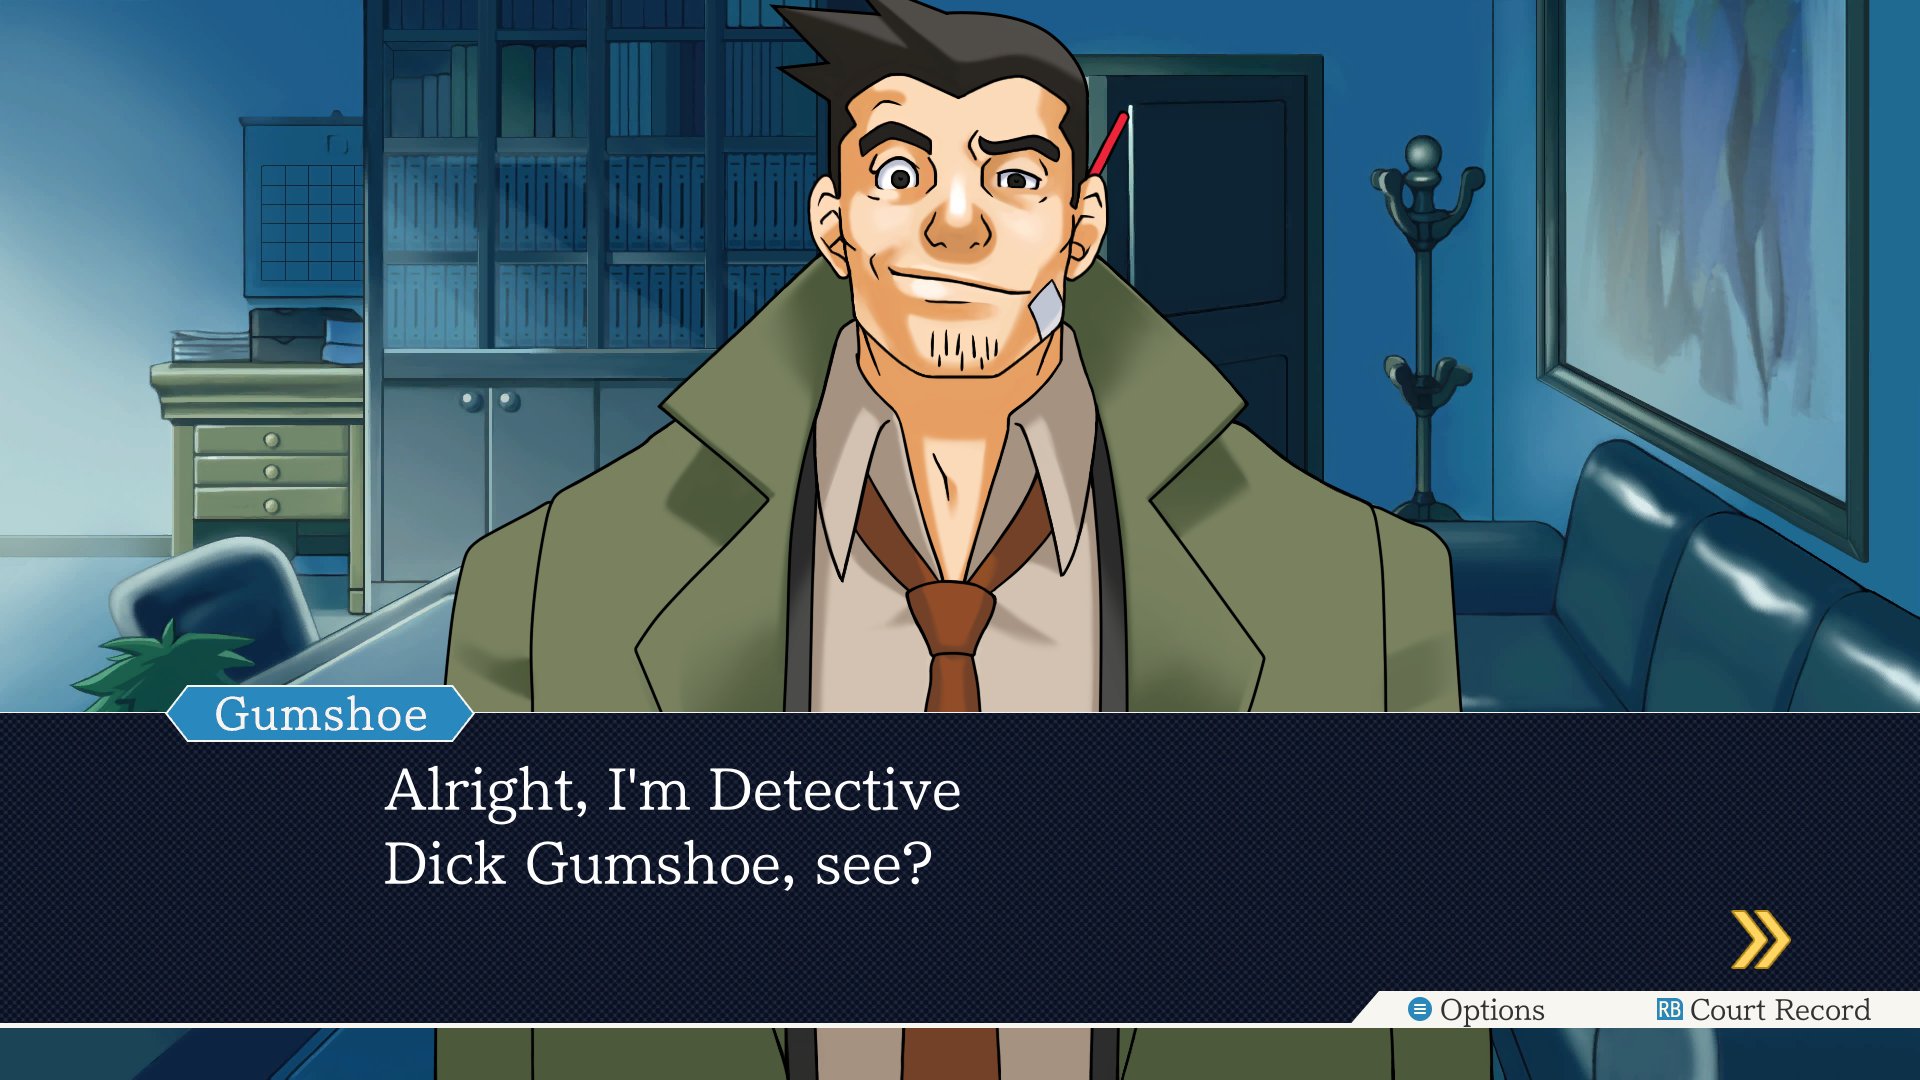 Gumshoe
Alright, I'm Detective
Dick Gumshoe, see?
Options
RB Court Record